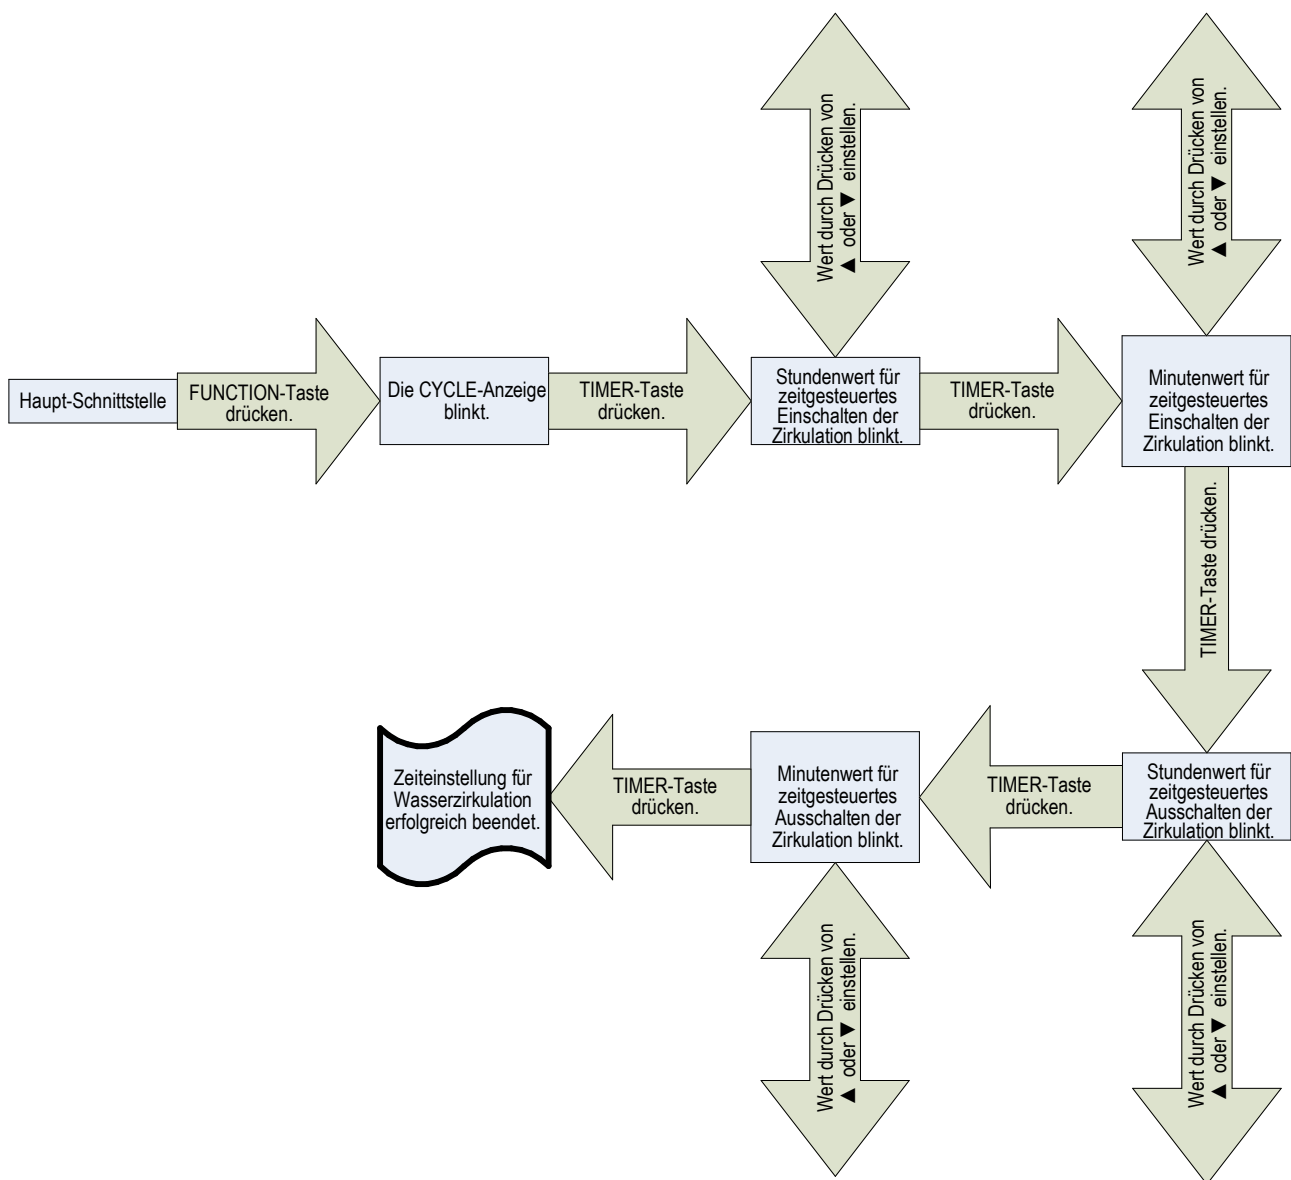 Wert durch Drücken von
▲ oder ▼ einstellen.
Wert durch Drücken von
▲ oder ▼ einstellen.
Haupt-Schnittstelle
FUNCTION-Taste
drücken.
Die CYCLE-Anzeige
blinkt.
TIMER-Taste
drücken.
Stundenwert für
zeitgesteuertes
Einschalten der
Zirkulation blinkt.
TIMER-Taste
drücken.
Minutenwert für
zeitgesteuertes
Einschalten der
Zirkulation blinkt.
TIMER-Taste drücken.
Stundenwert für
zeitgesteuertes
Ausschalten der
Zirkulation blinkt.
TIMER-Taste
drücken.
Minutenwert für
zeitgesteuertes
Ausschalten der
Zirkulation blinkt.
TIMER-Taste
drücken.
Zeiteinstellung für
Wasserzirkulation
erfolgreich beendet.
Wert durch Drücken von
▲ oder ▼ einstellen.
Wert durch Drücken von
▲ oder ▼ einstellen.